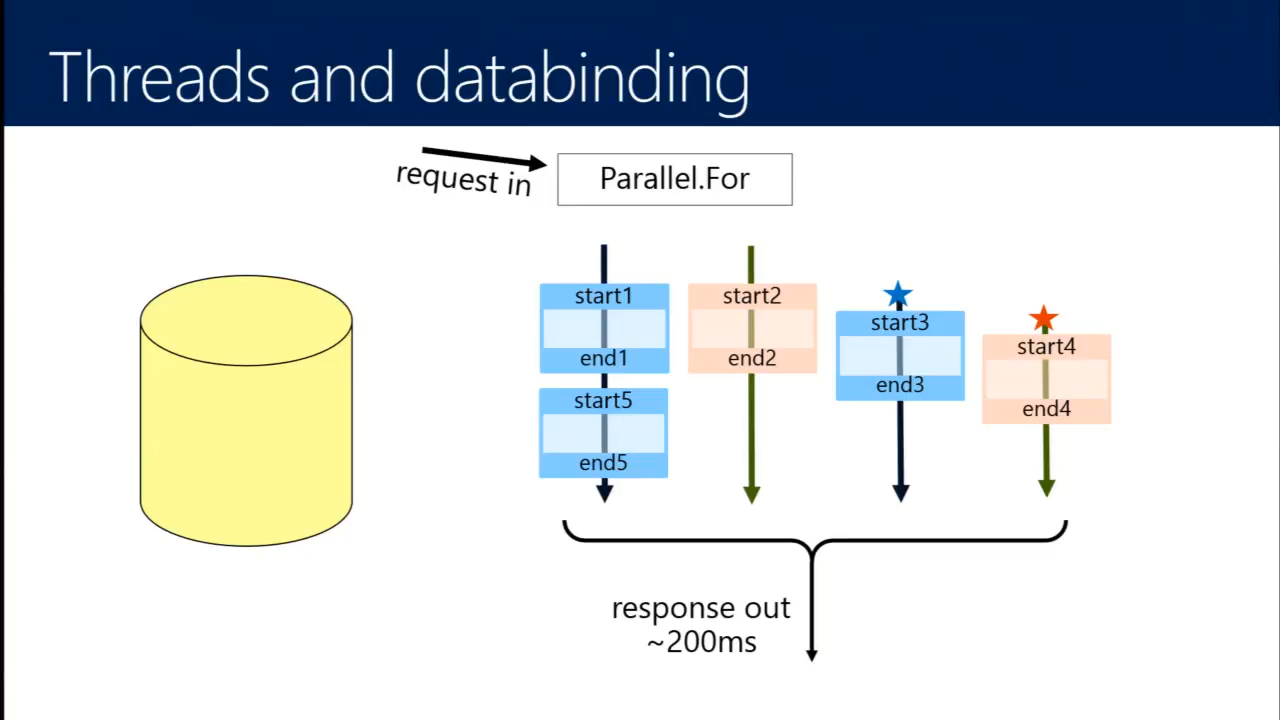 Threads and databinding
request in
Parallel.For
start1
end1
start5
end5
start2
end2
start3
end3
start4
end4
response out
~200ms